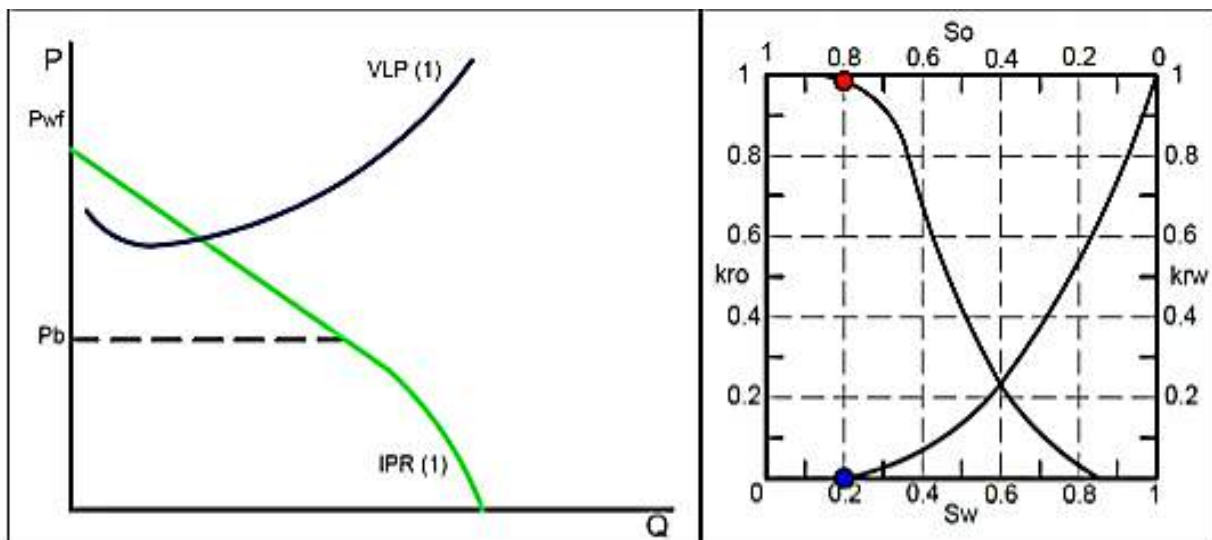 P
Pwf
VLP (1)
Pb
IPR (1)
Q
So
1 0.8 0.6 0.4 0.2 0
1 1
0.8 0.8
0.6 0.6
kro krw
0.4 0.4
0.2 0.2
0 0.2 0.4 0.6 0.8 1
Sw